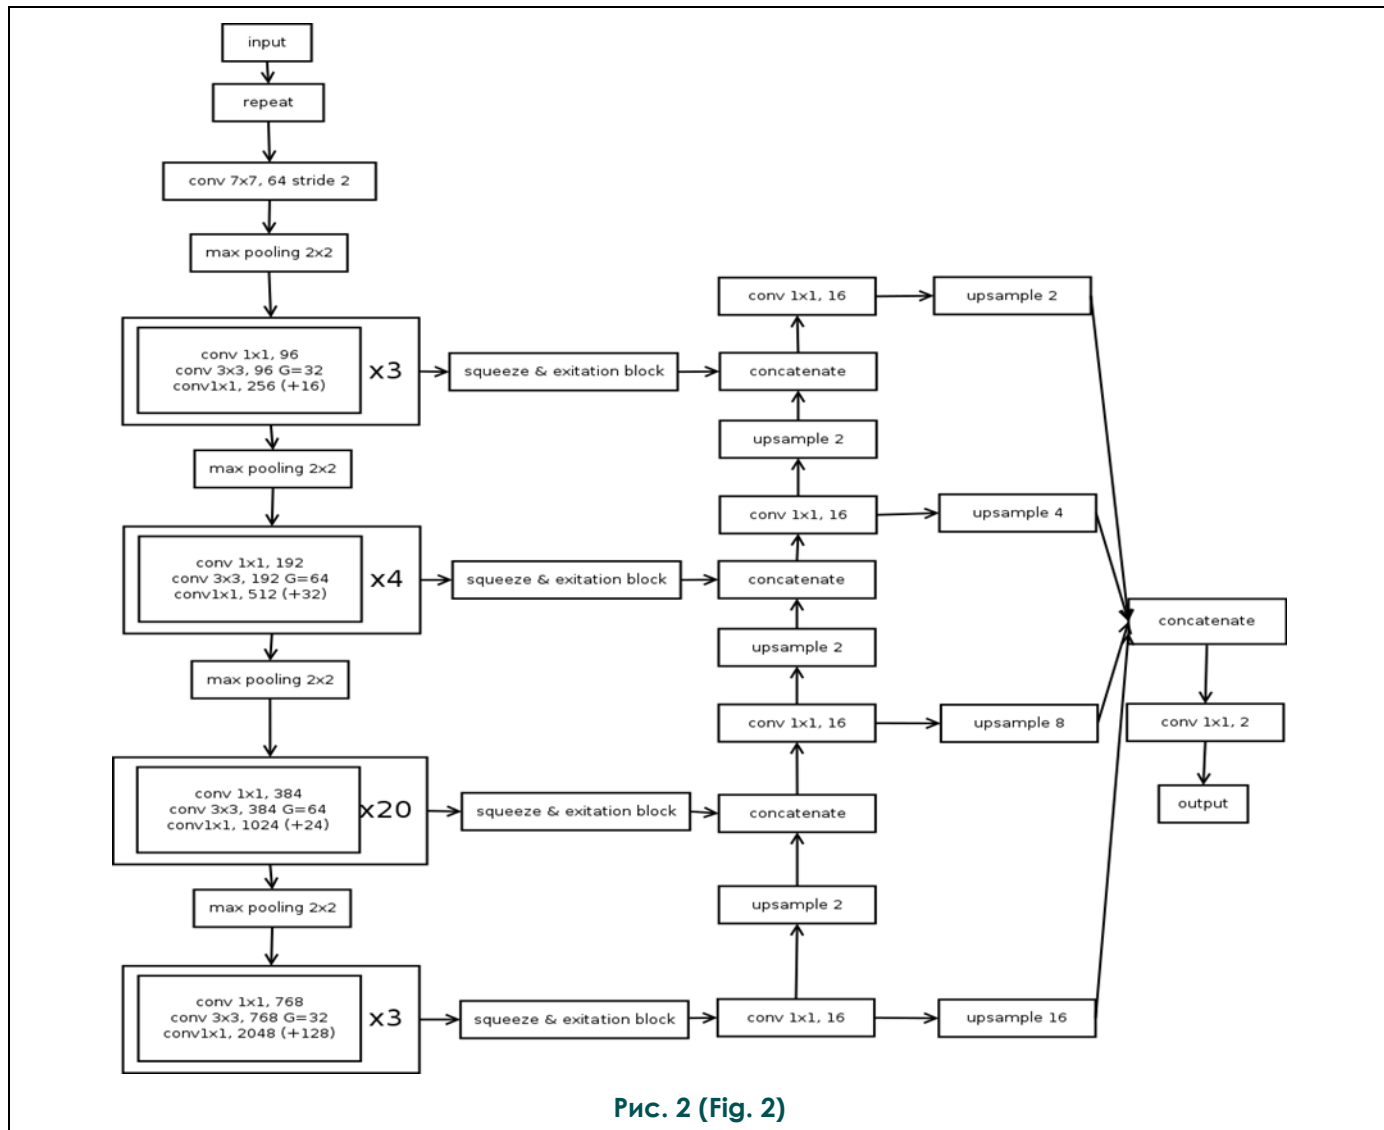 input
repeat
conv 7x7, 64 stride 2
max pooling 2x2
conv 1x1, 96
conv 3x3, 96 G=32
conv1x1, 256 (+16)
x3
squeeze & exitation block
max pooling 2x2
conv 1x1, 192
conv 3x3, 192 G=64
conv1x1, 512 (+32)
x4
squeeze & exitation block
max pooling 2x2
conv 1x1, 384
conv 3x3, 384 G=64
conv1x1, 1024 (+24)
x20
squeeze & exitation block
max pooling 2x2
conv 1x1, 768
conv 3x3, 768 G=32
conv1x1, 2048 (+128)
x3
squeeze & exitation block
conv 1x1, 16
concatenate
upsample 2
conv 1x1, 16
concatenate
upsample 2
conv 1x1, 16
concatenate
upsample 2
conv 1x1, 16
upsample 2
upsample 4
upsample 8
upsample 16
concatenate
conv 1x1, 2
output
Рис. 2 (Fig. 2)